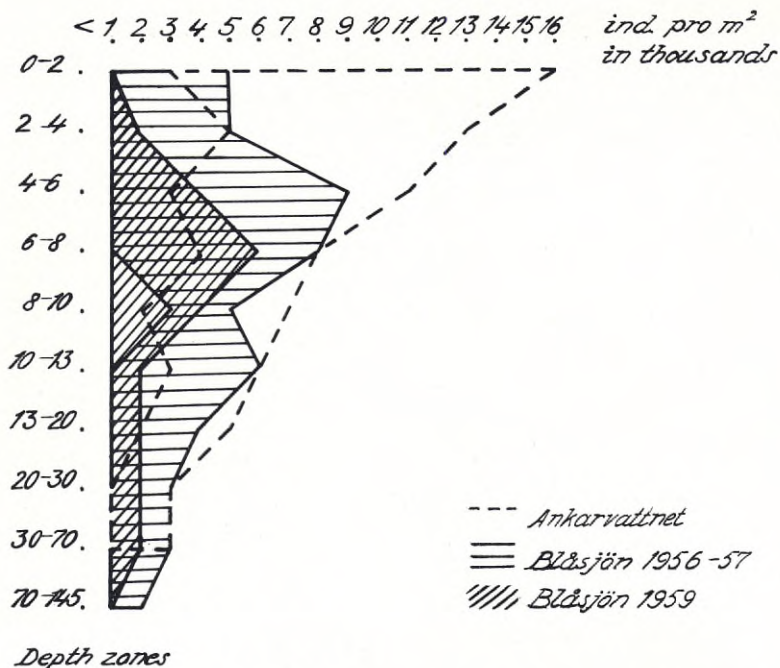 < 1 2 3 4 5 6 7 8 9 10 11 12 13 14 15 16 ind. pro m²
in thousands
0-2
2-4
4-6
6-8
8-10
10-13
13-20
20-30
30-70
70-145
Ankarvattnet
Blåsjön 1956-57
Blåsjön 1959
Depth zones